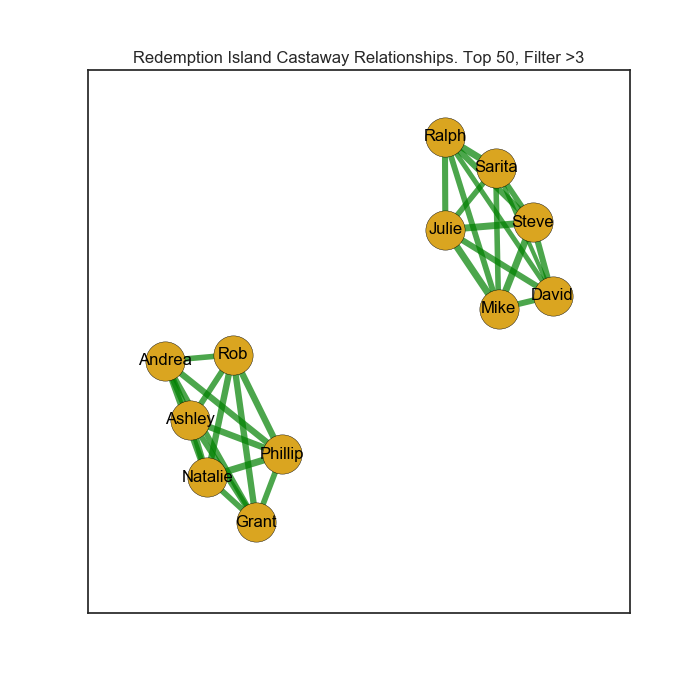 Redemption Island Castaway Relationships. Top 50, Filter >3
Ralph
Sarita
Steve
Julie
David
Mike
Rob
Andrea
Ashley
Phillip
Natalie
Grant